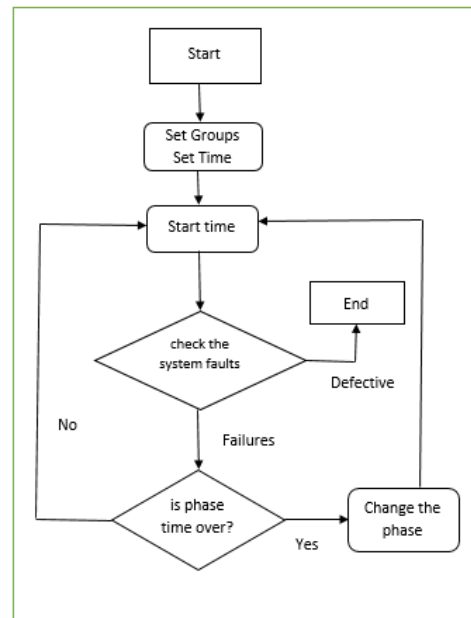 Start
Set Groups
Set Time
Start time
End
check the
system faults
Defective
No
Failures
is phase
time over?
Yes
Change the
phase